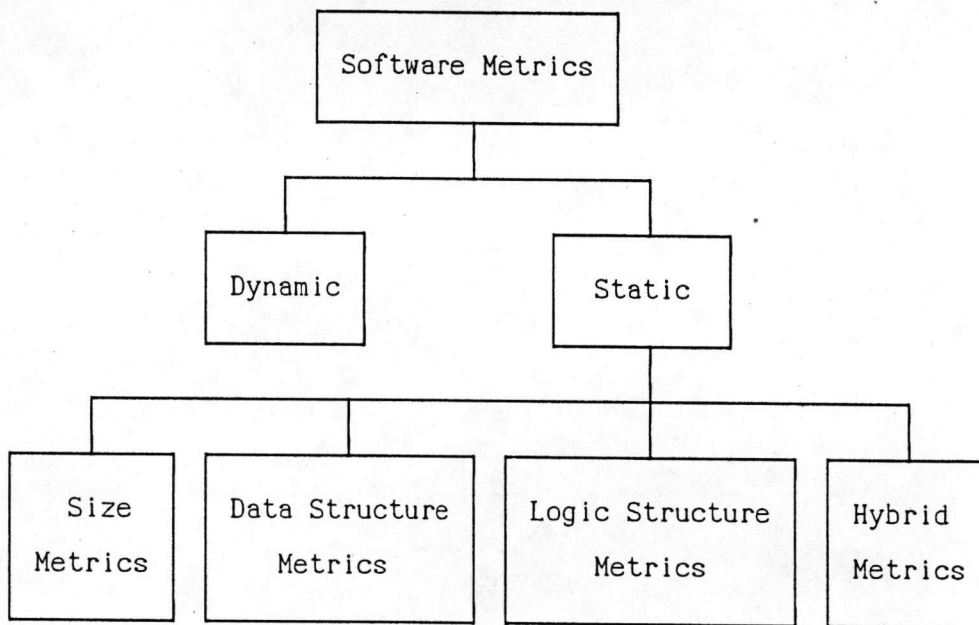 Software Metrics
Dynamic
Static
Size
Metrics
Data Structure
Metrics
Logic Structure
Metrics
Hybrid
Metrics